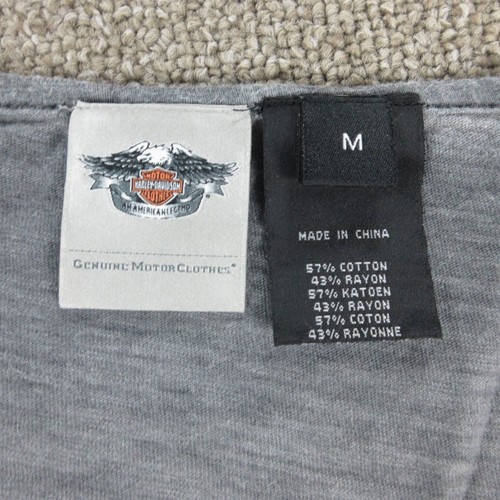 MOTOR
HARLEY-DAVIDSON
CLOTHES
AN AMERICAN LEGEND
GENUINE MOTORCLOTHES®
M
MADE IN CHINA
57% COTTON
43% RAYON
57% KATOEN
43% RAYON
57% COTON
43% RAYONNE